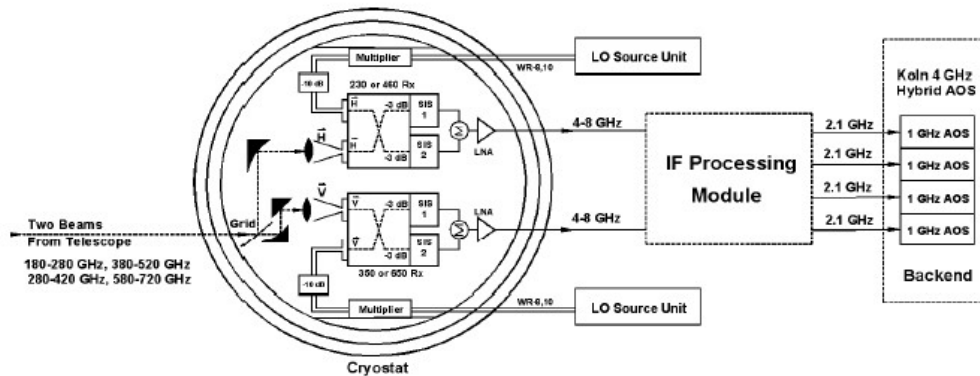 Multiplier
LO Source Unit
WR-6,10
-10 dB
230 or 460 Rx
H
-3 dB
SIS
1
H
-3 dB
SIS
2
Σ
LNA
4-8 GHz
H
V
Grid
Two Beams
From Telescope
180-280 GHz, 380-520 GHz
280-420 GHz, 580-720 GHz
V
-3 dB
SIS
1
V
-3 dB
SIS
2
Σ
LNA
4-8 GHz
350 or 650 Rx
-10 dB
Multiplier
WR-6,10
LO Source Unit
Cryostat
IF Processing
Module
2.1 GHz
2.1 GHz
2.1 GHz
2.1 GHz
Koln 4 GHz
Hybrid AOS
1 GHz AOS
1 GHz AOS
1 GHz AOS
1 GHz AOS
Backend